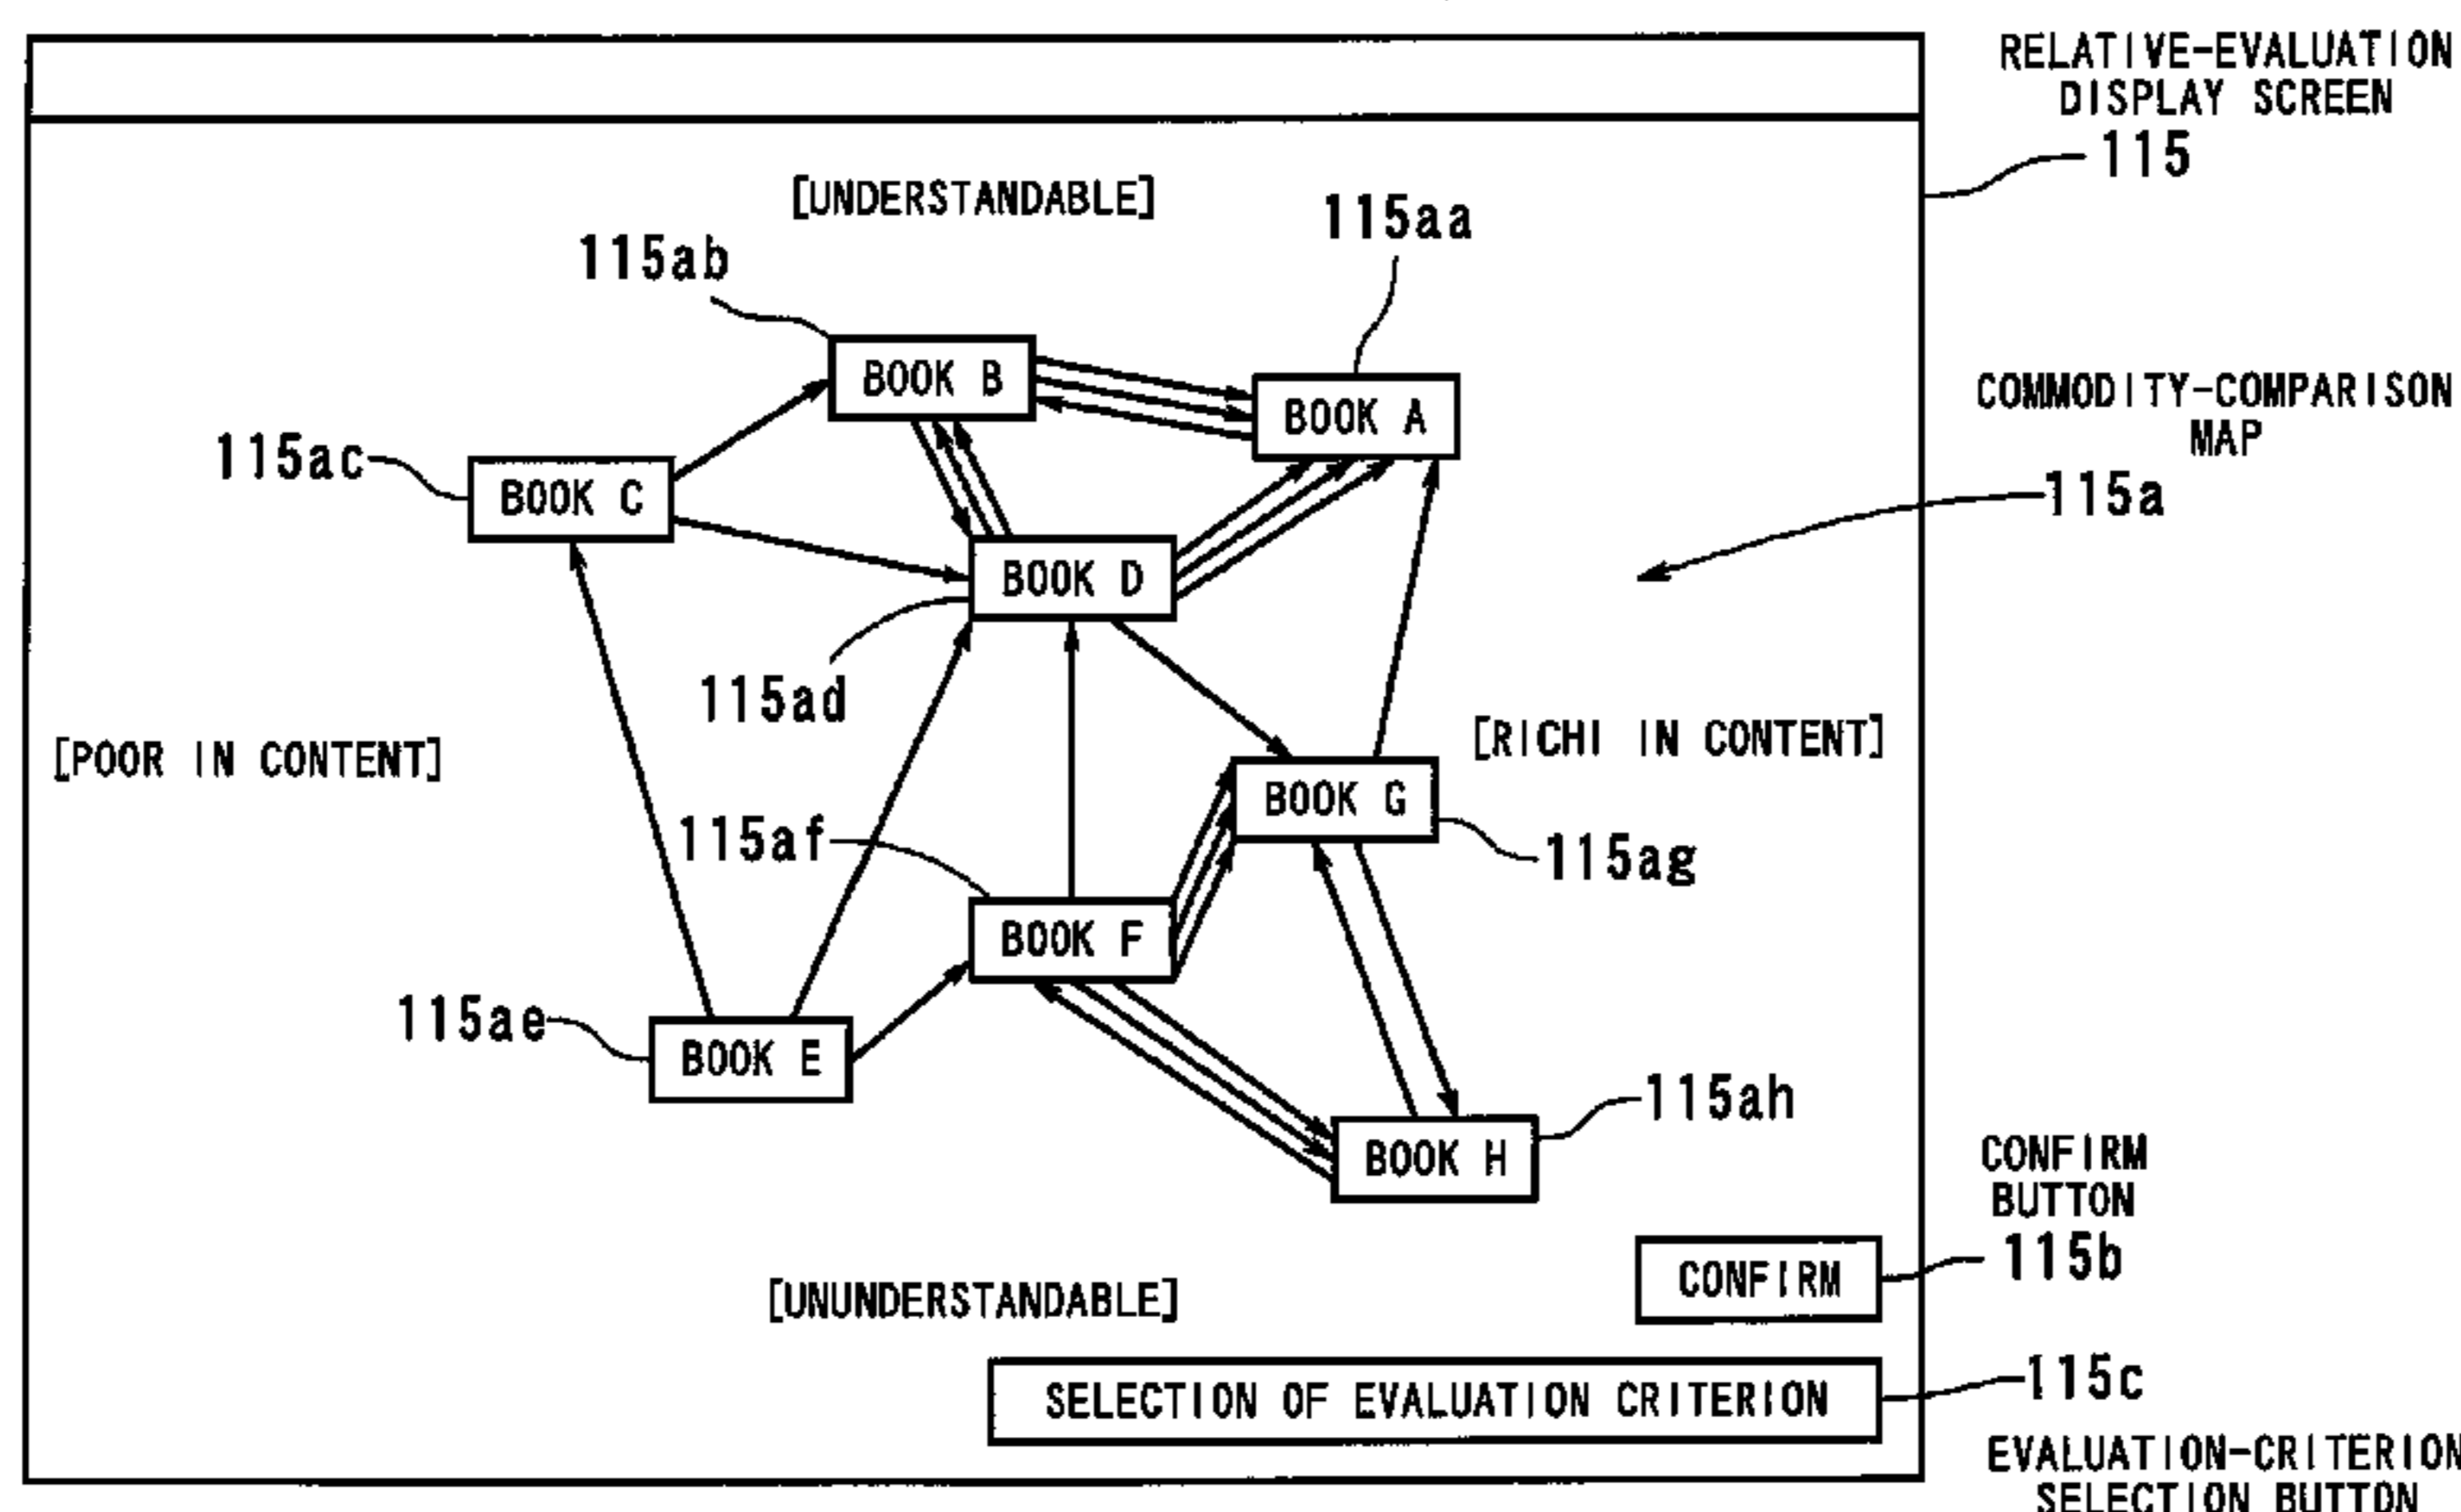 RELATIVE-EVALUATION
DISPLAY SCREEN
115
[UNDERSTANDABLE]
115aa
115ab
BOOK B
BOOK A
COMMODITY-COMPARISON
MAP
115a
115ac
BOOK C
BOOK D
115ad
[POOR IN CONTENT]
[RICHI IN CONTENT]
BOOK G
115af
115ag
BOOK F
115ae
BOOK E
115ah
BOOK H
CONFIRM
BUTTON
115b
CONFIRM
[UNUNDERSTANDABLE]
SELECTION OF EVALUATION CRITERION
115c
EVALUATION-CRITERION
SELECTION BUTTON